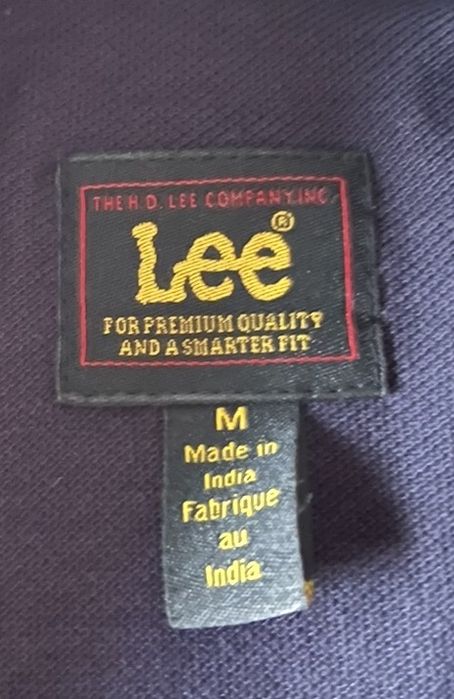 THE H.D. LEE COMPANY.INC.
Lee®
FOR PREMIUM QUALITY
AND A SMARTER FIT
M
Made in
India
Fabrique
au
India